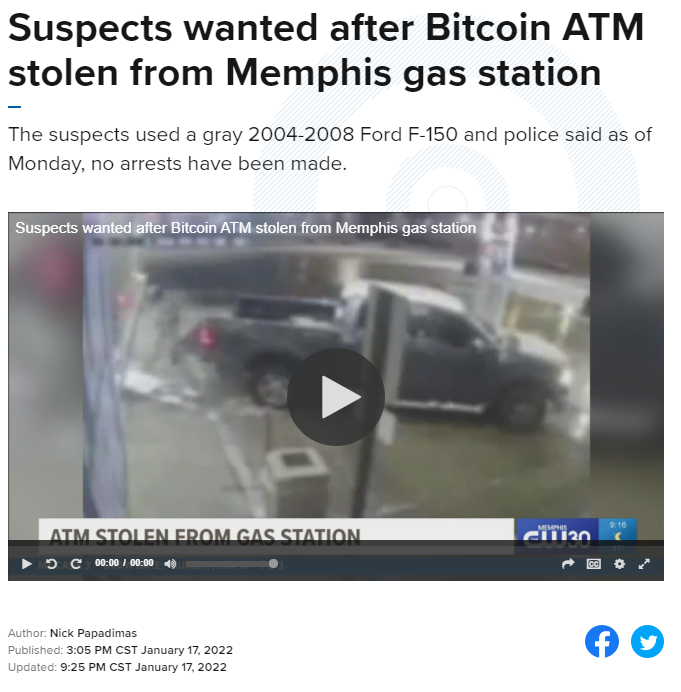 Suspects wanted after Bitcoin ATM
stolen from Memphis gas station
The suspects used a gray 2004-2008 Ford F-150 and police said as of
Monday, no arrests have been made.
Suspects wanted after Bitcoin ATM stolen from Memphis gas station
ATM STOLEN FROM GAS STATION
MEMPHIS
CW30
9:16
00:00 / 00:00
CC
Author: Nick Papadimas
Published: 3:05 PM CST January 17, 2022
Updated: 9:25 PM CST January 17, 2022